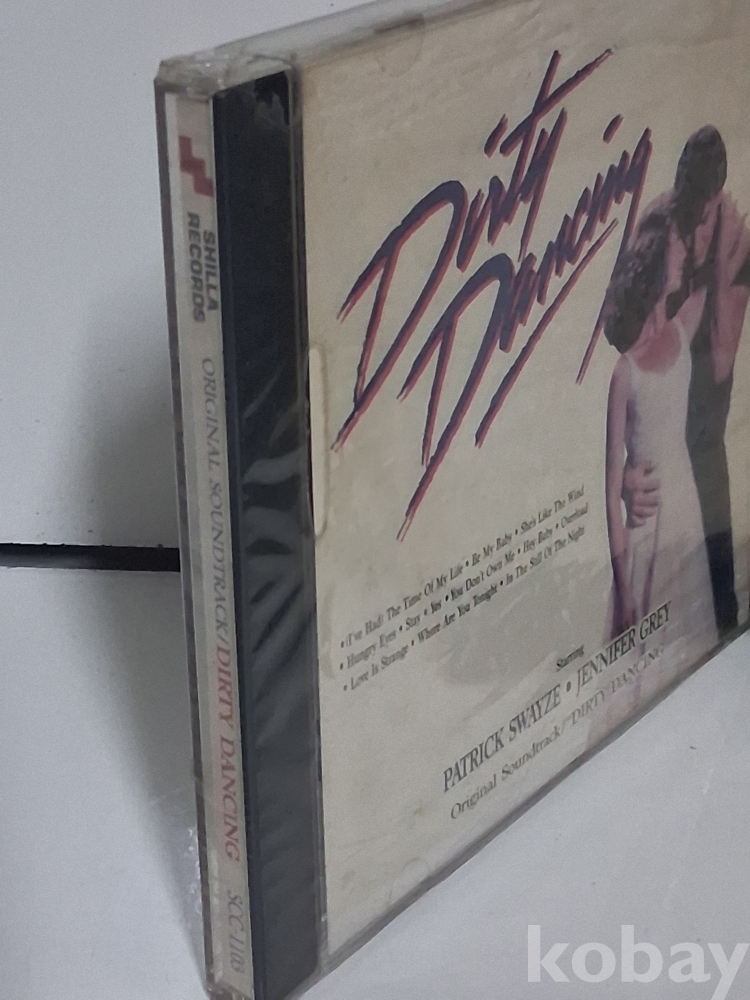 SHILLA
RECORDS
ORIGINAL SOUNDTRACK/DIRTY DANCING
Dirty
Dancing
• (I've Had) The Time Of My Life • Be My Baby • She's Like The Wind
• Hungry Eyes • Stay • Yes • You Don't Own Me • Hey Baby • Overload
• Love Is Strange • Where Are You Tonight • In The Still Of The Night
Starring
PATRICK SWAYZE • JENNIFER GREY
Original Soundtrack/"DIRTY DANCING
kobay